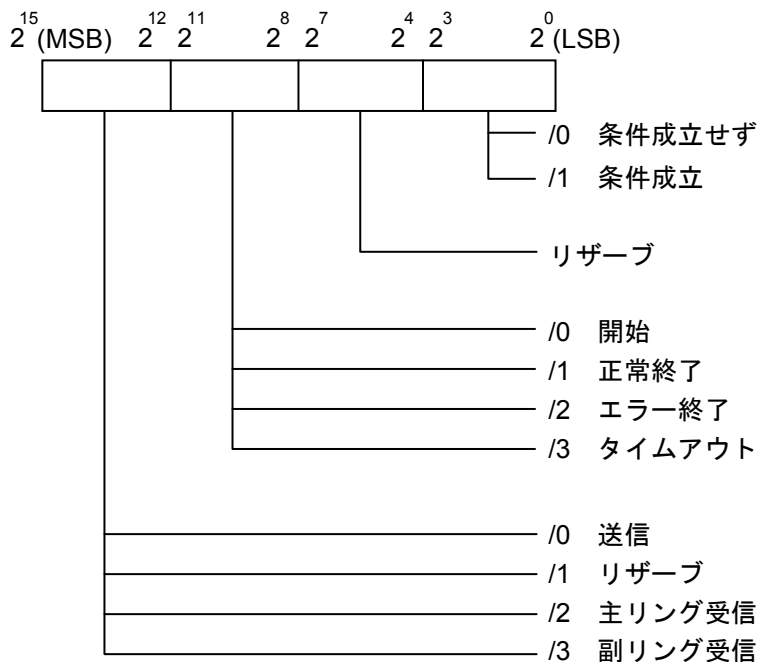 2^15 (MSB) 2^12 2^11 2^8 2^7 2^4 2^3 2^0 (LSB)
/0 条件成立せず
/1 条件成立
リザーブ
/0 開始
/1 正常終了
/2 エラー終了
/3 タイムアウト
/0 送信
/1 リザーブ
/2 主リング受信
/3 副リング受信